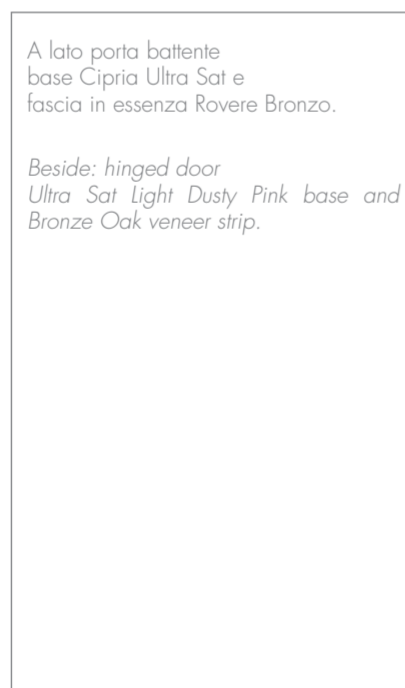 A lato porta battente
base Cipria Ultra Sat e
fascia in essenza Rovere Bronzo.
Beside: hinged door
Ultra Sat Light Dusty Pink base and
Bronze Oak veneer strip.